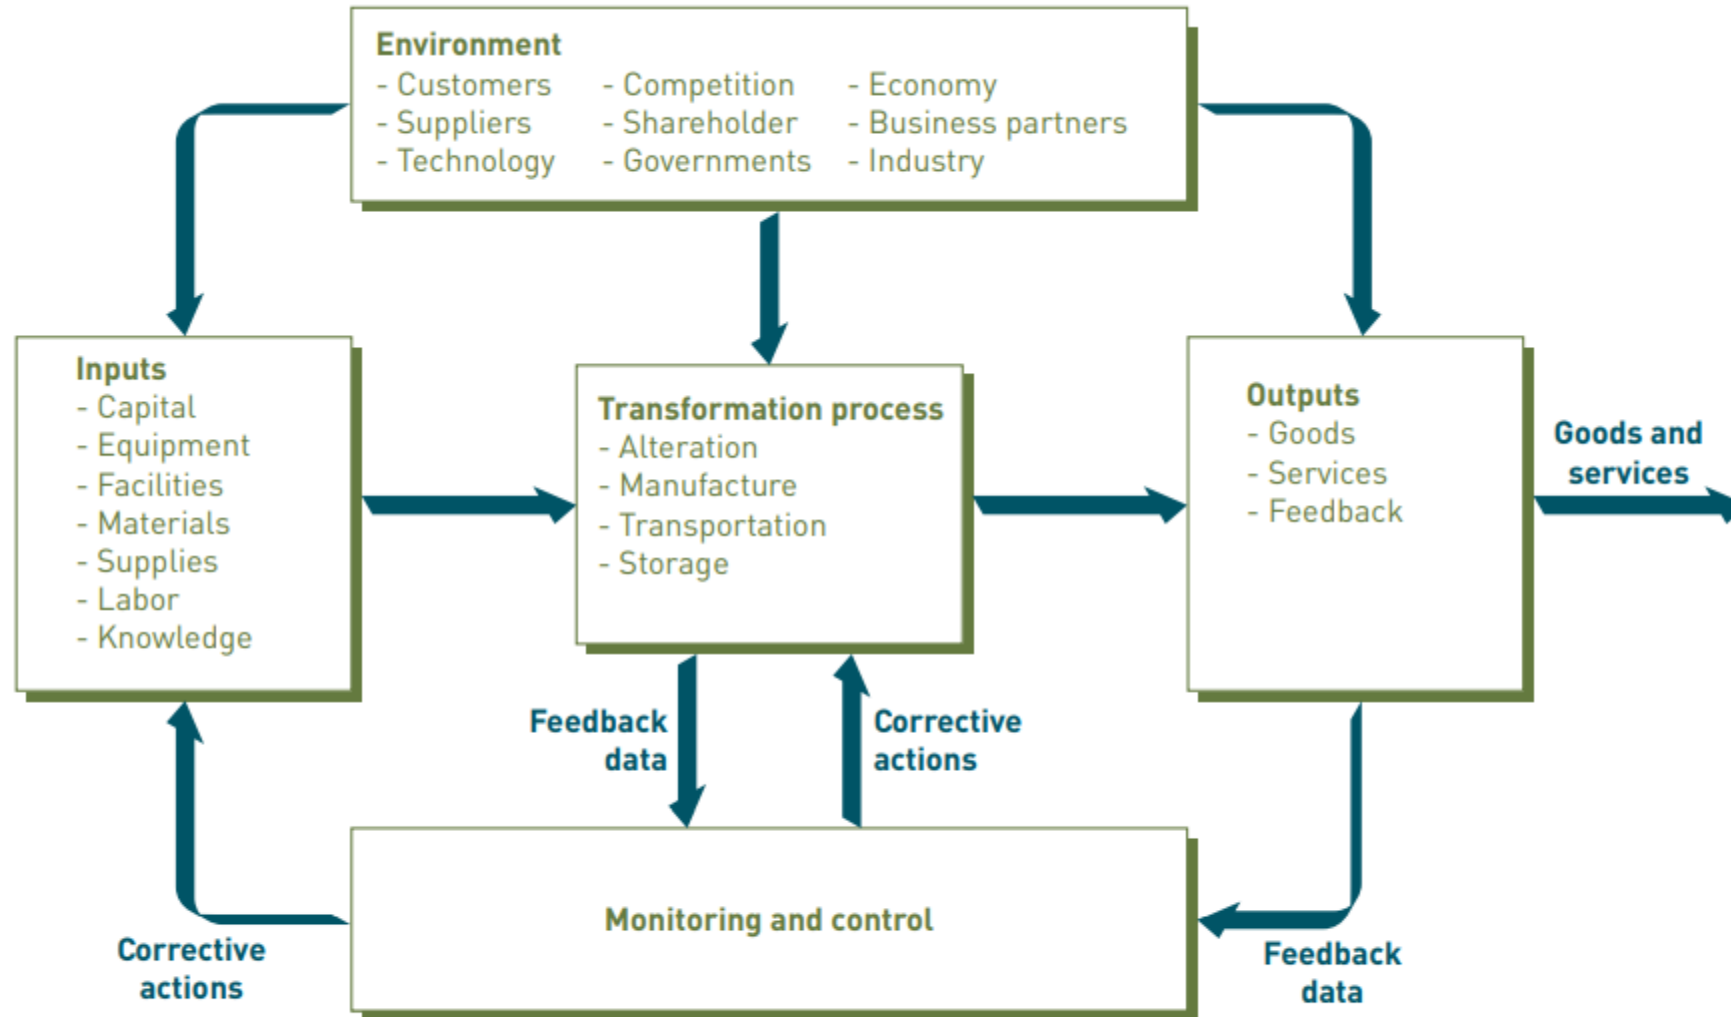 Environment
- Customers - Competition - Economy
- Suppliers - Shareholder - Business partners
- Technology - Governments - Industry
Inputs
- Capital
- Equipment
- Facilities
- Materials
- Supplies
- Labor
- Knowledge
Transformation process
- Alteration
- Manufacture
- Transportation
- Storage
Outputs
- Goods
- Services
- Feedback
Goods and
services
Feedback
data
Corrective
actions
Monitoring and control
Corrective
actions
Feedback
data